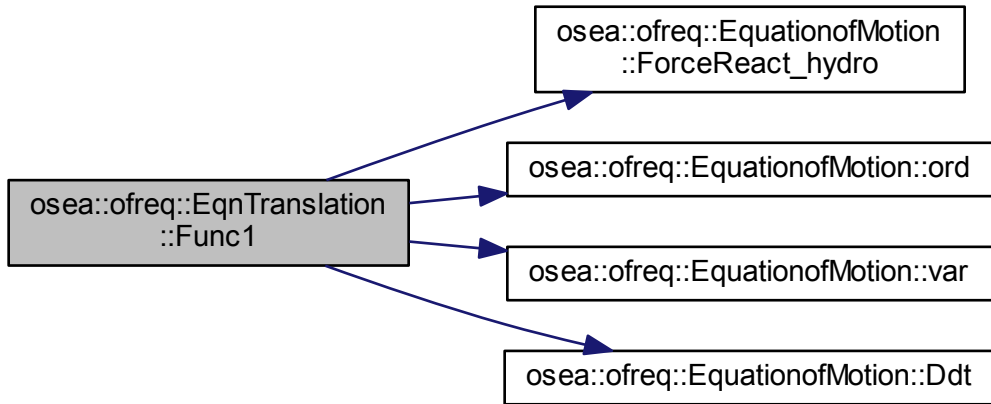 osea::ofreq::EquationofMotion
::ForceReact_hydro
osea::ofreq::EquationofMotion::ord
osea::ofreq::EqnTranslation
::Func1
osea::ofreq::EquationofMotion::var
osea::ofreq::EquationofMotion::Ddt